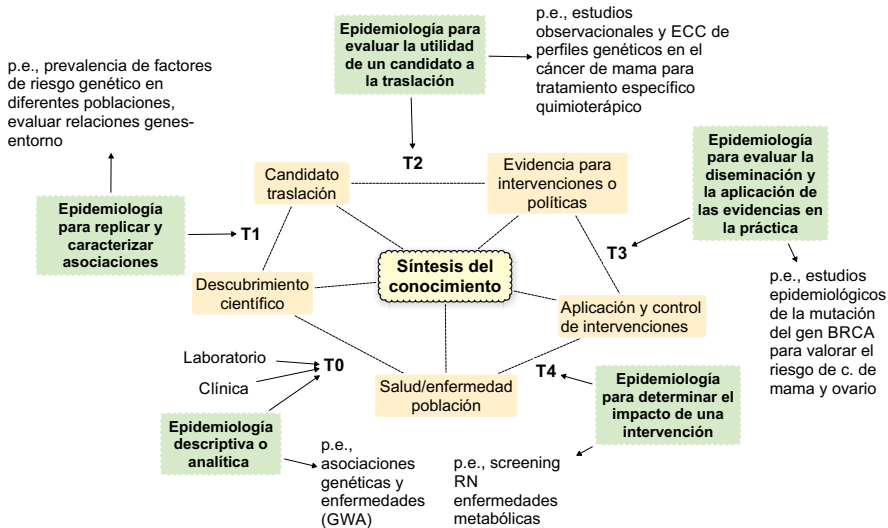 Epidemiología para
evaluar la utilidad
de un candidato a
la traslación
p.e., estudios
observacionales y ECC de
perfiles genéticos en el
cáncer de mama para
tratamiento específico
quimioterápico
p.e., prevalencia de factores
de riesgo genético en
diferentes poblaciones,
evaluar relaciones genes-
entorno
Epidemiología
para evaluar la
diseminación y
la aplicación de
las evidencias en
la práctica
T2
Candidato
traslación
Evidencia para
intervenciones o
políticas
Epidemiología
para replicar y
caracterizar
asociaciones
T1
T3
Síntesis del
conocimiento
Descubrimiento
científico
Aplicación y control
de intervenciones
p.e., estudios
epidemiológicos
de la mutación
del gen BRCA
para valorar el
riesgo de c. de
mama y ovario
Laboratorio
Clínica
T0
Salud/enfermedad
población
T4
Epidemiología
para determinar el
impacto de una
intervención
Epidemiología
descriptiva o
analítica
p.e.,
asociaciones
genéticas y
enfermedades
(GWA)
p.e., screening
RN
enfermedades
metabólicas